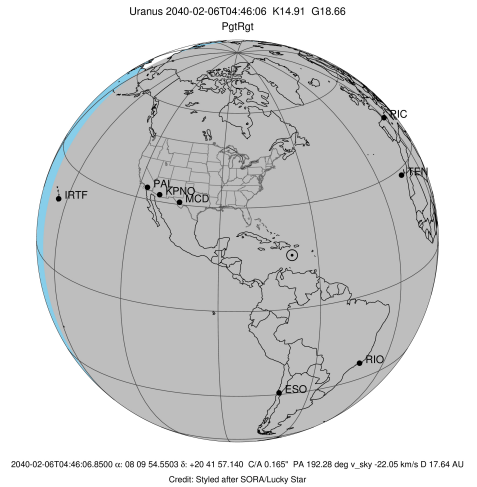 Uranus 2040-02-06T04:46:06 K14.91 G18.66
PgtRgt
RIC
TEN
PAL
KPNO
IRTF
MCD
RIO
ESO
2040-02-06T04:46:06.8500 α: 08 09 54.5503 δ: +20 41 57.140 C/A 0.165" PA 192.28 deg v_sky -22.05 km/s D 17.64 AU
Credit: Styled after SORA/Lucky Star